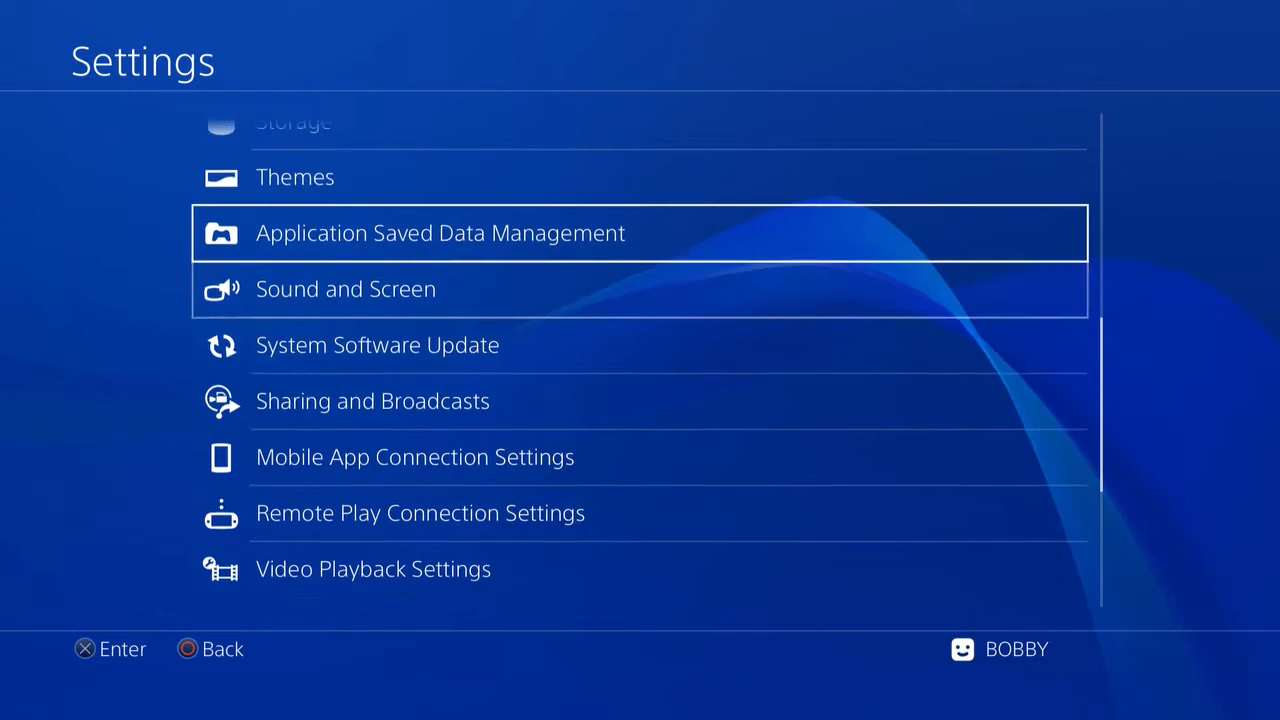 Settings
Storage
Themes
Application Saved Data Management
Sound and Screen
System Software Update
Sharing and Broadcasts
Mobile App Connection Settings
Remote Play Connection Settings
Video Playback Settings
Enter Back BOBBY